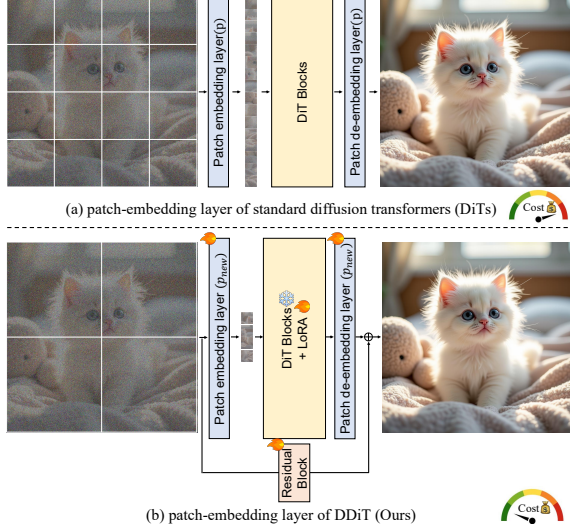 Patch embedding layer(p)
DiT Blocks
Patch de-embedding layer(p)
Cost
(a) patch-embedding layer of standard diffusion transformers (DiTs)
Patch embedding layer (p_new)
DiT Blocks
+ LoRA
Patch de-embedding layer (p_new)
Residual
Block
Cost
(b) patch-embedding layer of DDiT (Ours)